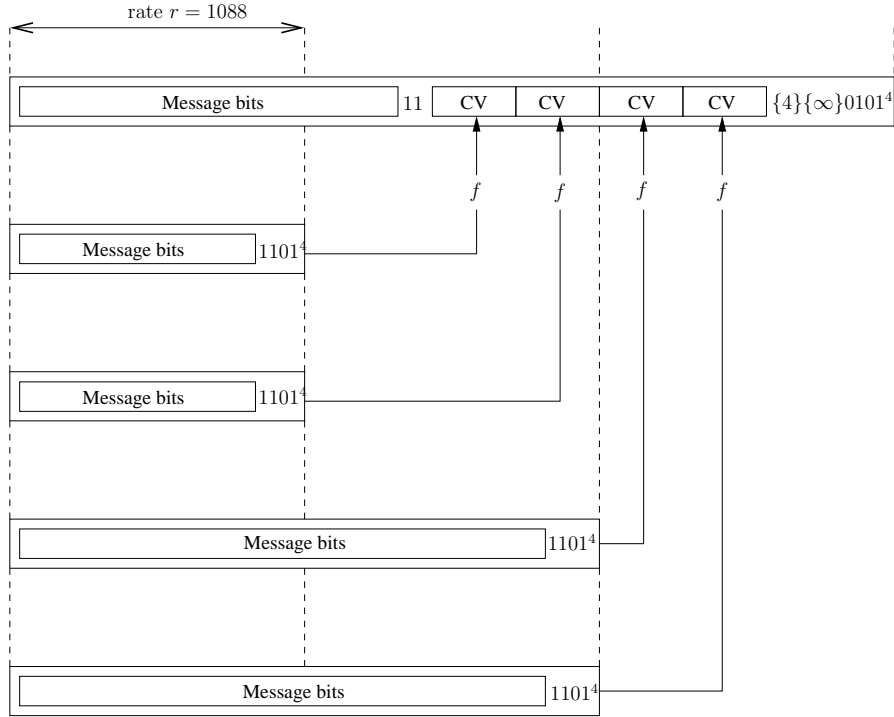 rate r = 1088
Message bits 11 CV CV CV CV {4}{∞}0101⁴
f f f f
Message bits 1101⁴
Message bits 1101⁴
Message bits 1101⁴
Message bits 1101⁴